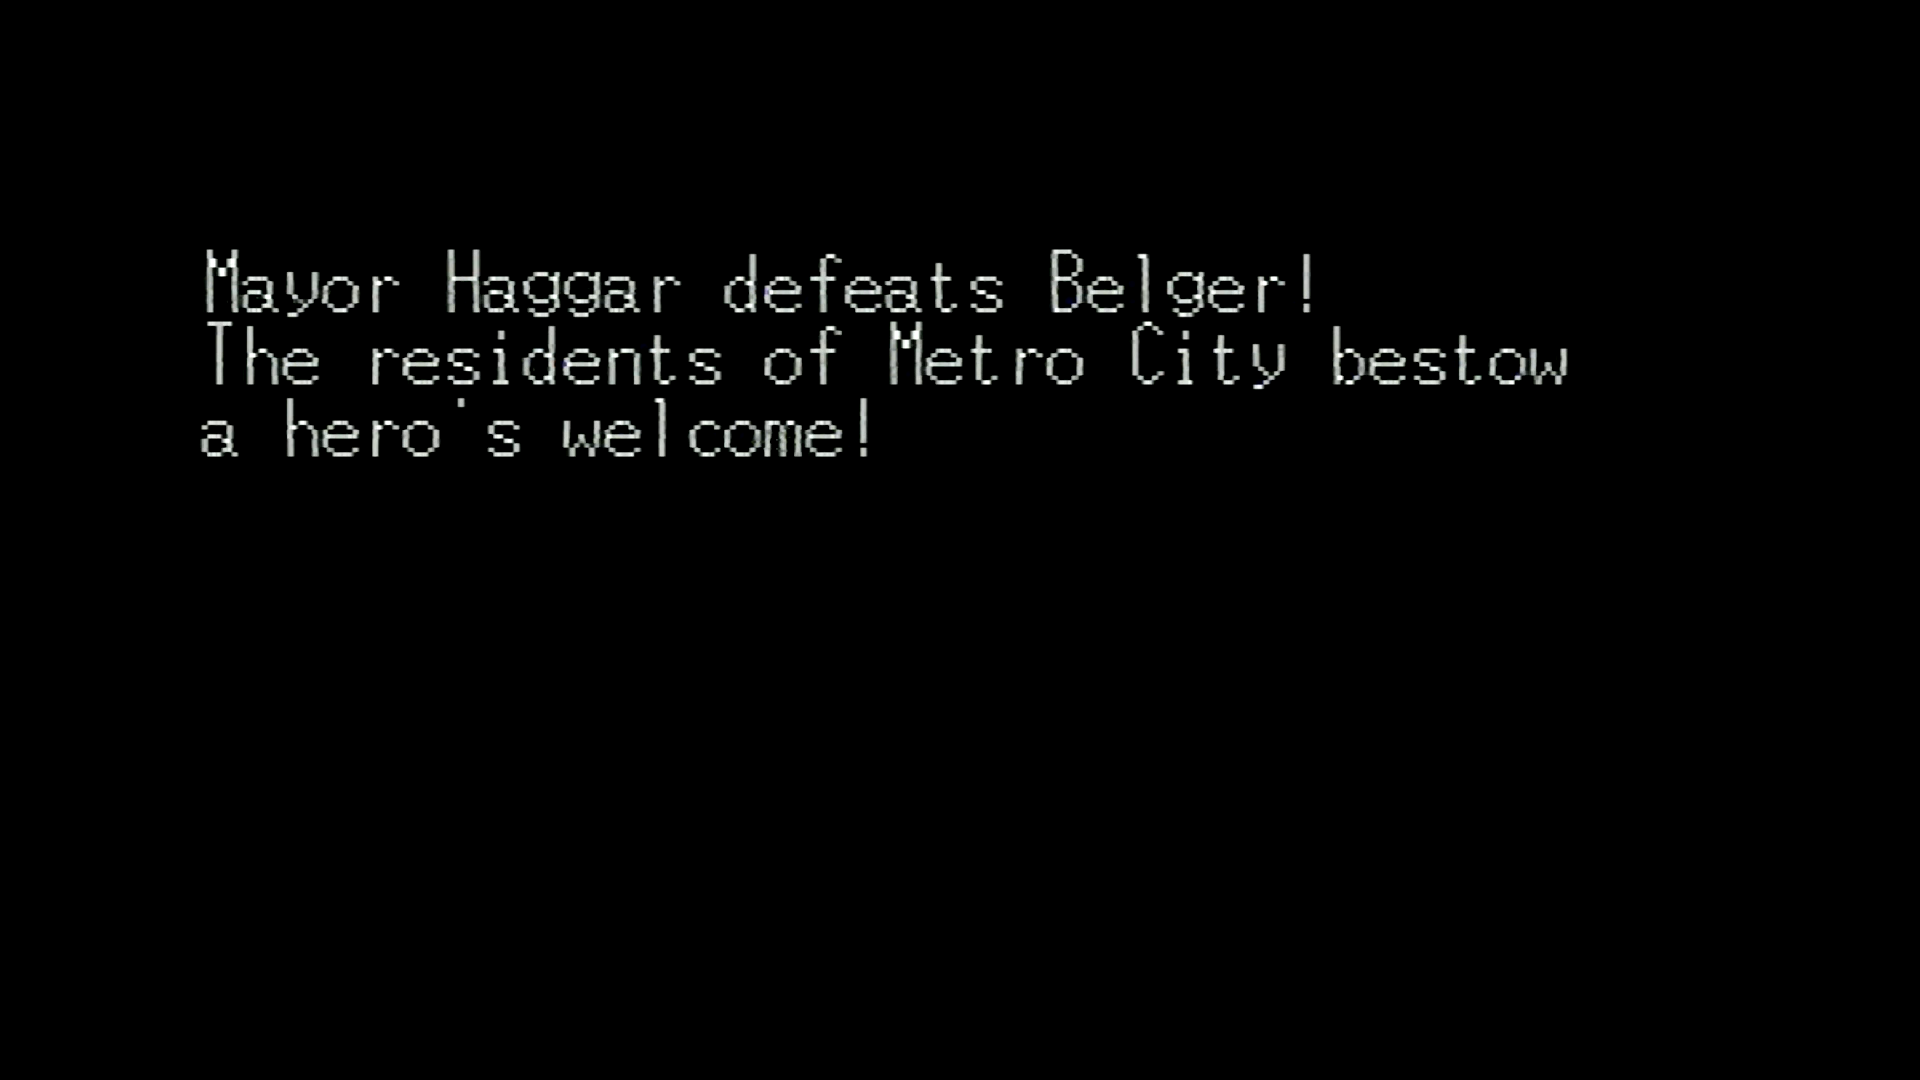 Mayor Haggar defeats Belger!
The residents of Metro City bestow
a hero's welcome!